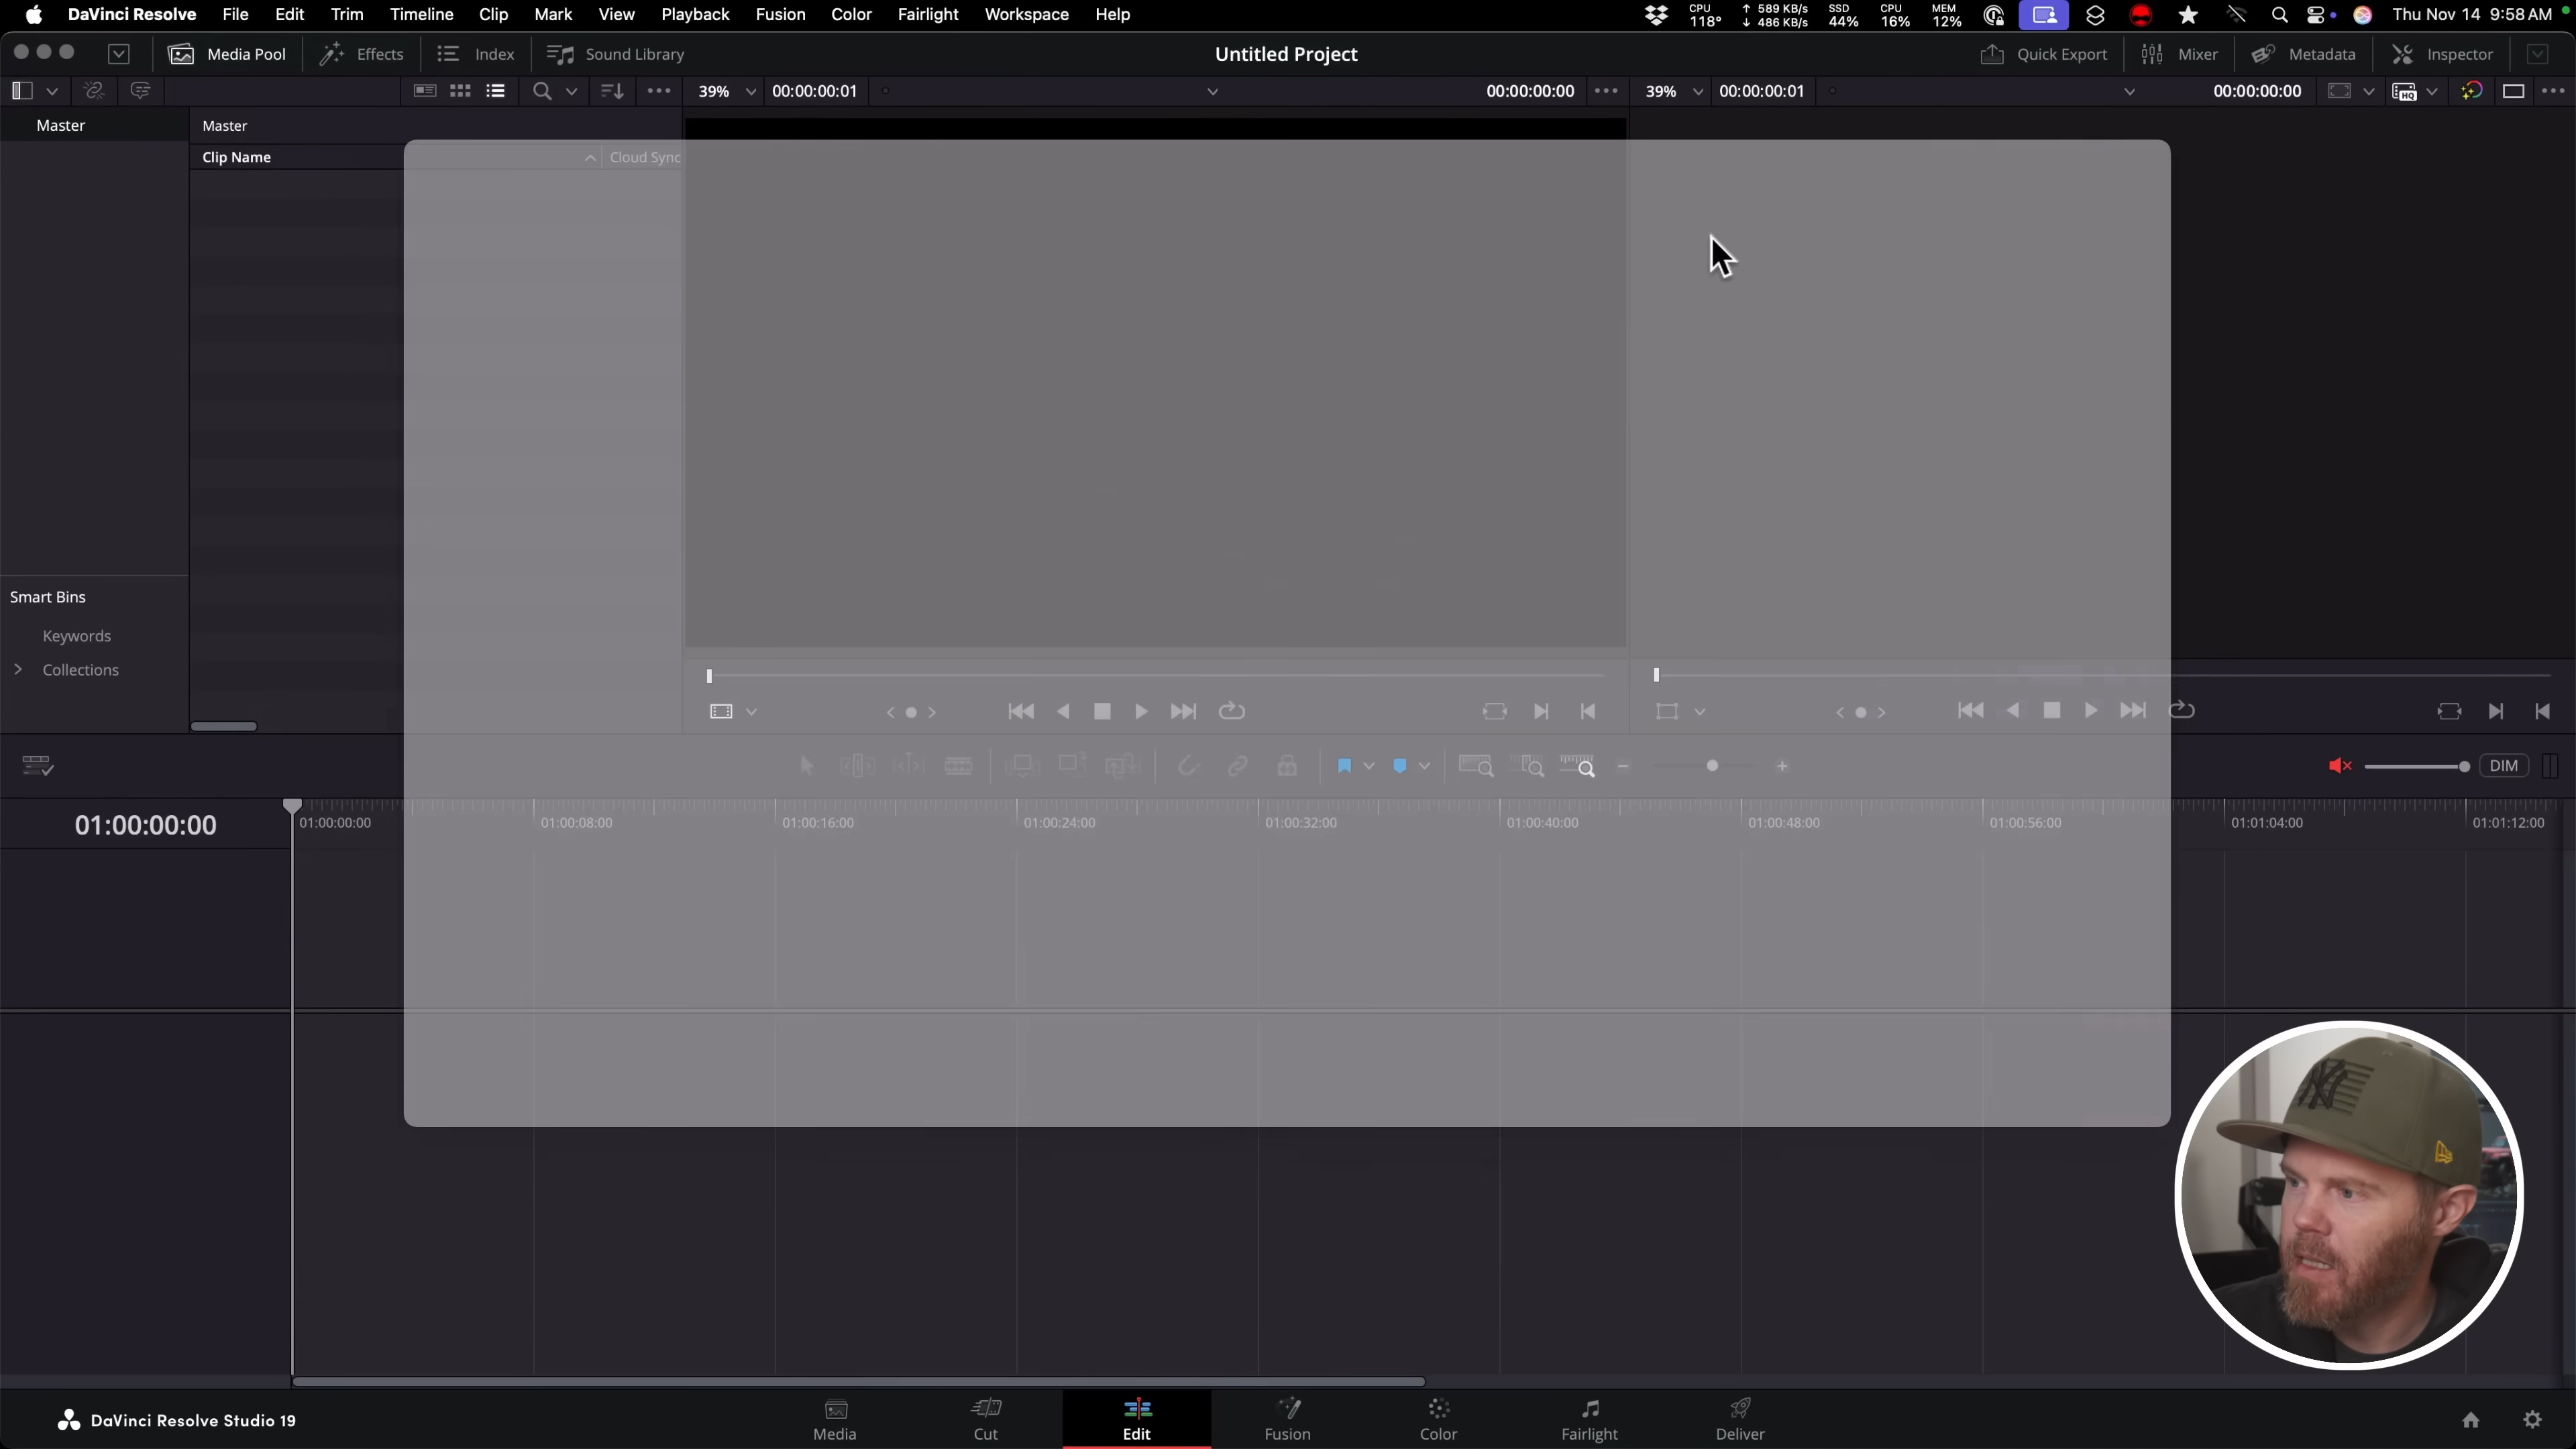 DaVinci Resolve File Edit Trim Timeline Clip Mark View Playback Fusion Color Fairlight Workspace Help CPU 118° ↑ 589 KB/s ↓ 486 KB/s SSD 44% CPU 16% MEM 12% Thu Nov 14 9:58 AM
Media Pool Effects Index Sound Library Untitled Project Quick Export Mixer Metadata Inspector
39% 00:00:00:01 00:00:00:00 39% 00:00:00:01 00:00:00:00 HQ
Master Master
Clip Name Cloud Sync
Smart Bins
Keywords
Collections
DIM
01:00:00:00 01:00:00:00 01:00:08:00 01:00:16:00 01:00:24:00 01:00:32:00 01:00:40:00 01:00:48:00 01:00:56:00 01:01:04:00 01:01:12:00
NY
DaVinci Resolve Studio 19 Media Cut Edit Fusion Color Fairlight Deliver